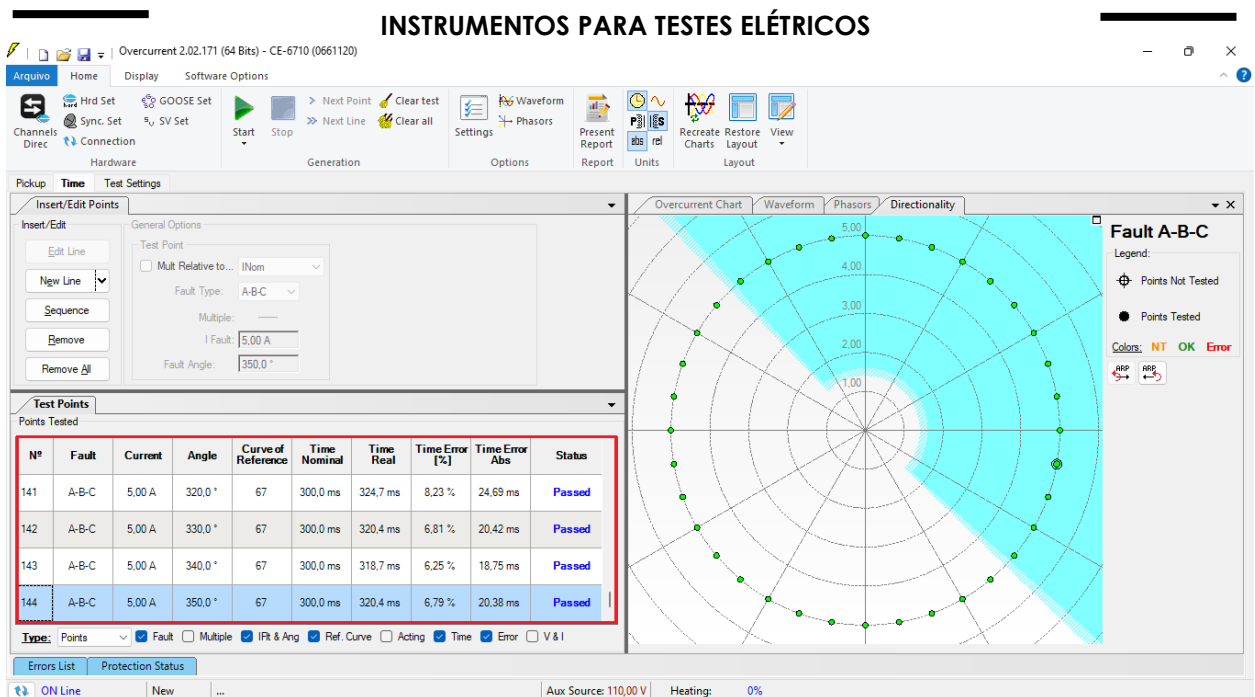 INSTRUMENTOS PARA TESTES ELÉTRICOS
Overcurrent 2.02.171 (64 Bits) - CE-6710 (0661120)
Arquivo Home Display Software Options
Hrd Set GOOSE Set
Sync. Set SV Set
Connection
Channels Direc
Hardware
Start Stop
Next Point Clear test
Next Line Clear all
Generation
Settings
Waveform
Phasors
Options
Present Report
Report
abs rel
Units
Recreate Charts Restore Layout View
Layout
Pickup Time Test Settings
Insert/Edit Points
Insert/Edit
Edit Line
New Line
Sequence
Remove
Remove All
General Options
Test Point
Mult Relative to... INom
Fault Type: A-B-C
Multiple: -----
I Fault: 5,00 A
Fault Angle: 350,0 °
Test Points
Points Tested
Nº Fault Current Angle Curve of Reference Time Nominal Time Real Time Error [%] Time Error Abs Status
141 A-B-C 5,00 A 320,0 ° 67 300,0 ms 324,7 ms 8,23 % 24,69 ms Passed
142 A-B-C 5,00 A 330,0 ° 67 300,0 ms 320,4 ms 6,81 % 20,42 ms Passed
143 A-B-C 5,00 A 340,0 ° 67 300,0 ms 318,7 ms 6,25 % 18,75 ms Passed
144 A-B-C 5,00 A 350,0 ° 67 300,0 ms 320,4 ms 6,79 % 20,38 ms Passed
Type: Points Fault Multiple IFlt & Ang Ref. Curve Acting Time Error V & I
Overcurrent Chart Waveform Phasors Directionality
5,00
4,00
3,00
2,00
1,00
Fault A-B-C
Legend:
Points Not Tested
Points Tested
Colors: NT OK Error
ARP ARP
Errors List Protection Status
ON Line New ... Aux Source: 110,00 V Heating: 0%